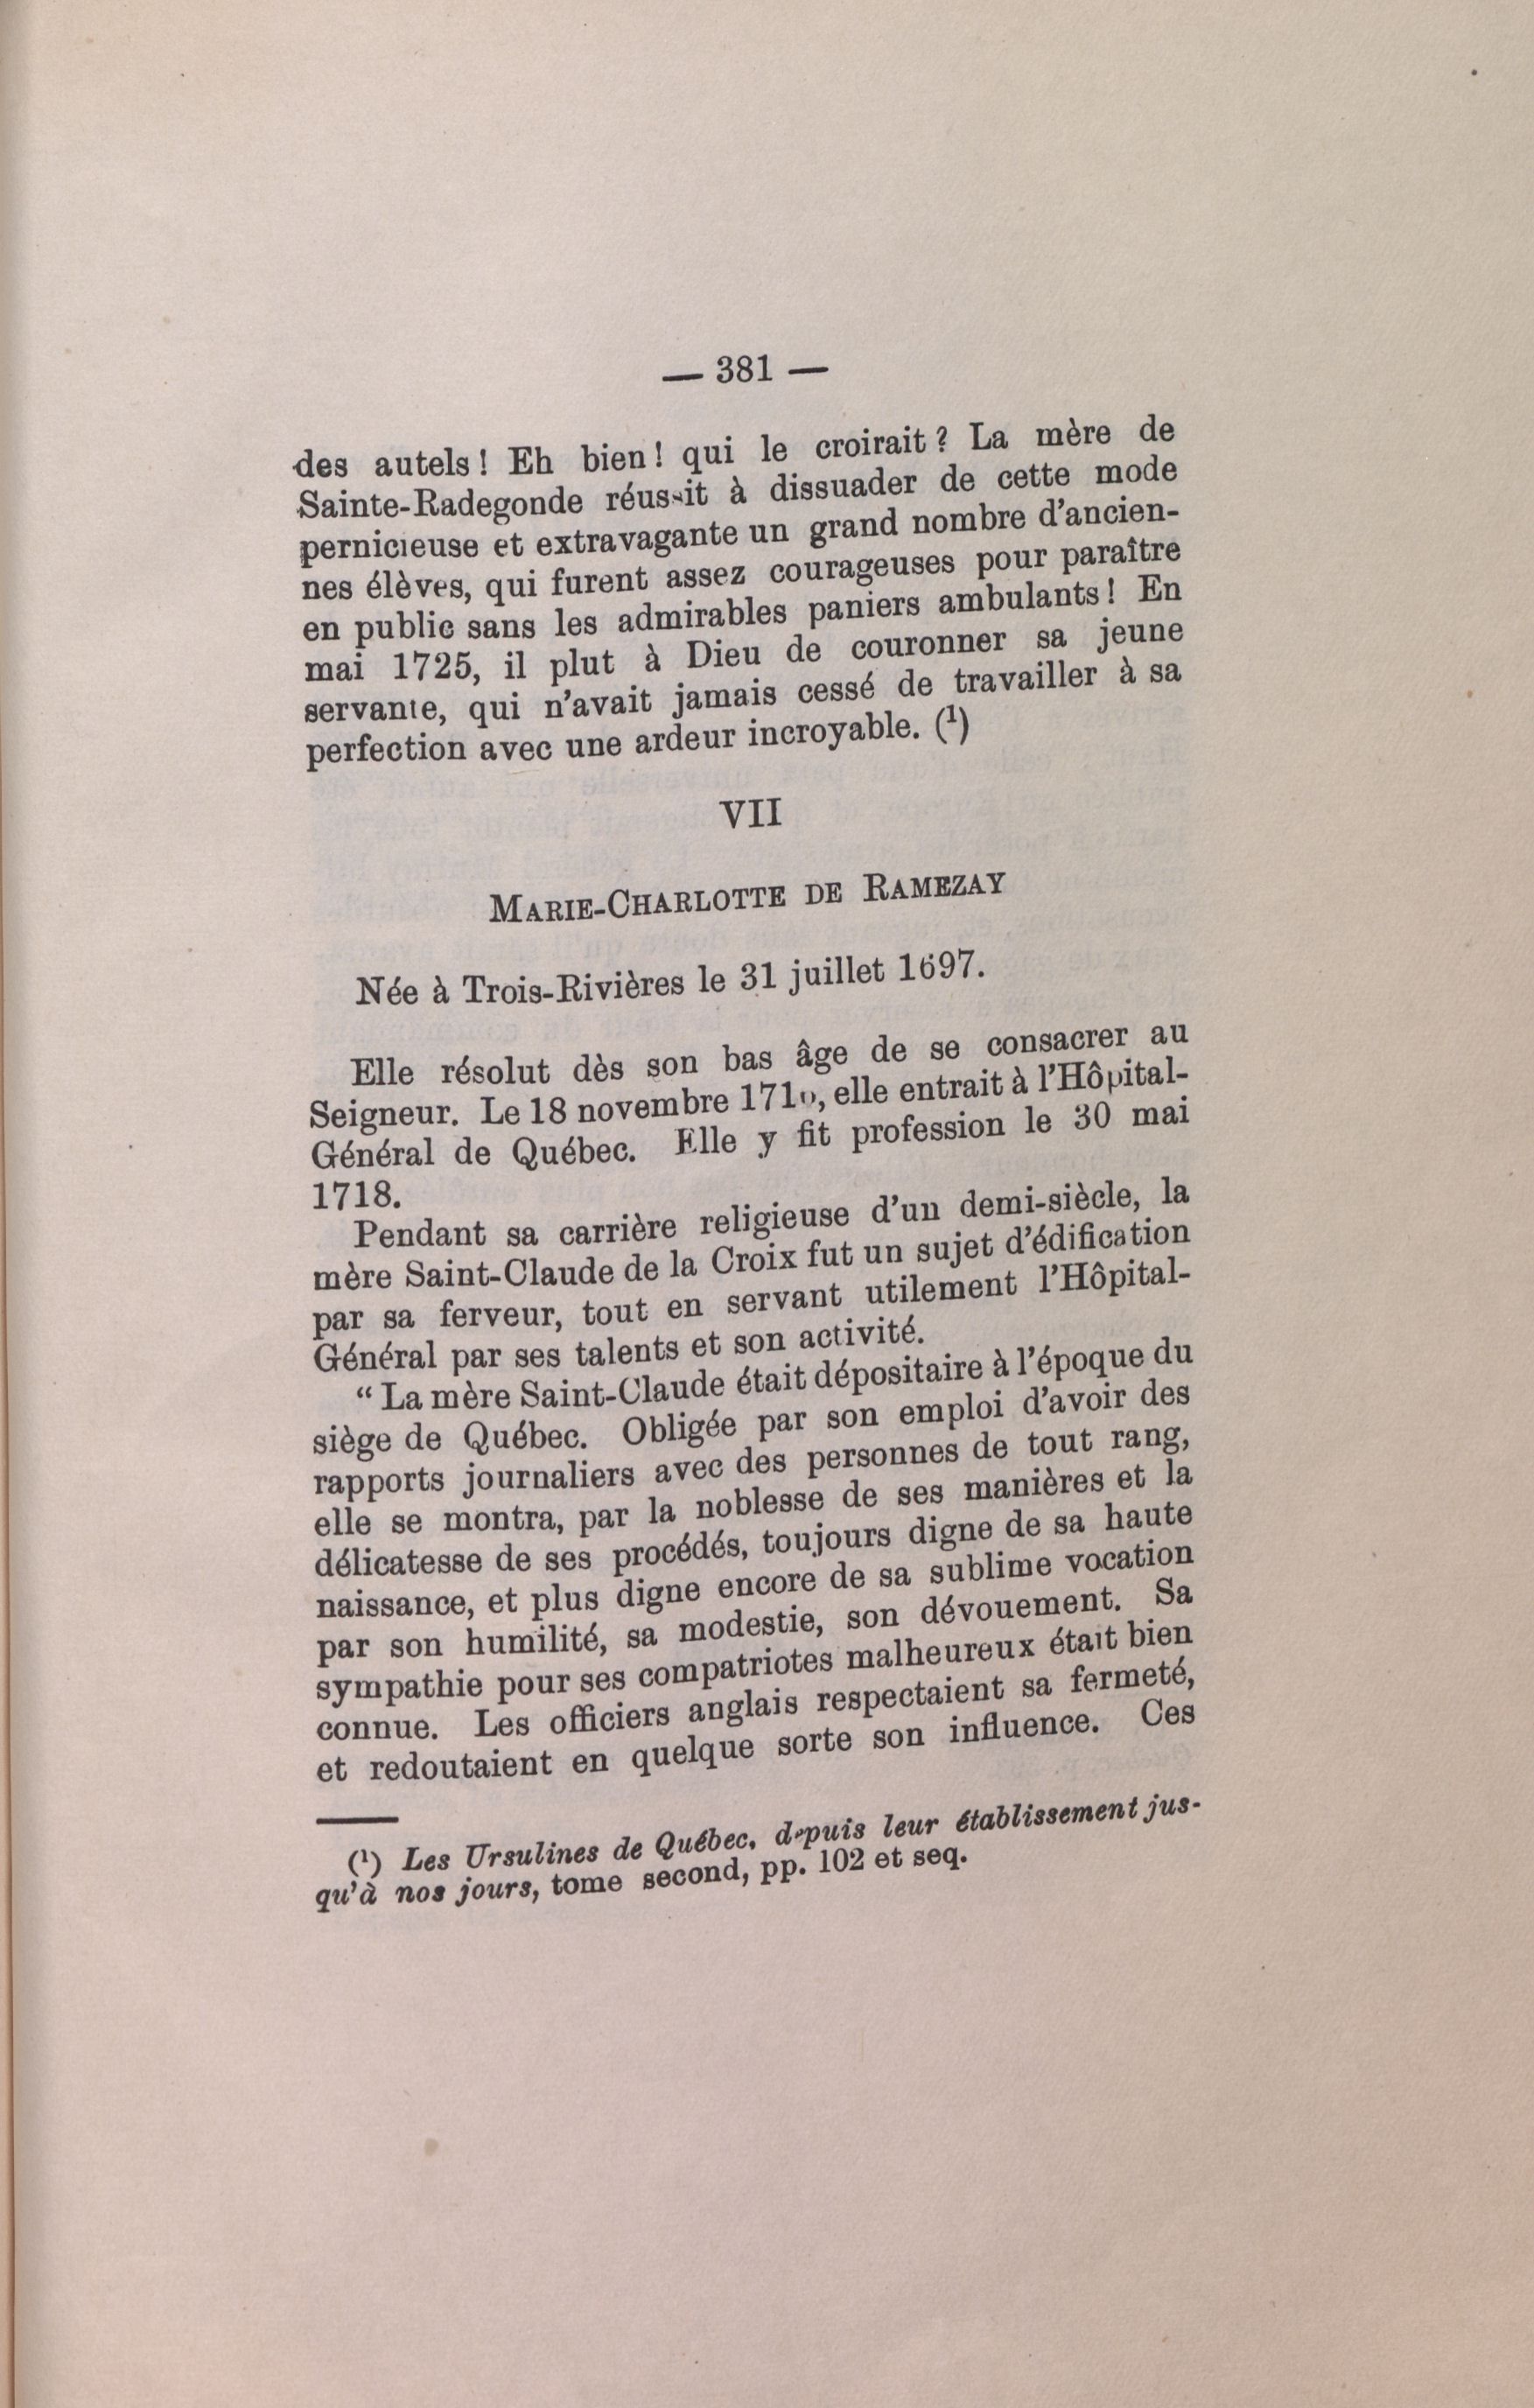 — 381 —
des autels ! Eh bien ! qui le croirait ? La mère de
Sainte-Radegonde réussit à dissuader de cette mode
pernicieuse et extravagante un grand nombre d'ancien-
nes élèves, qui furent assez courageuses pour paraître
en public sans les admirables paniers ambulants ! En
mai 1725, il plut à Dieu de couronner sa jeune
servante, qui n'avait jamais cessé de travailler à sa
perfection avec une ardeur incroyable. (¹)
VII
MARIE-CHARLOTTE DE RAMEZAY
Née à Trois-Rivières le 31 juillet 1697.
Elle résolut dès son bas âge de se consacrer au
Seigneur. Le 18 novembre, elle entrait à l'Hôpital-
Général de Québec. Elle y fit profession le 30 mai
1718.
Pendant sa carrière religieuse d'un demi-siècle, la
mère Saint-Claude de la Croix fut un sujet d'édification
par sa ferveur, tout en servant utilement l'Hôpital-
Général par ses talents et son activité.
“ La mère Saint-Claude était dépositaire à l'époque du
siège de Québec. Obligée par son emploi d'avoir des
rapports journaliers avec des personnes de tout rang,
elle se montra, par la noblesse de ses manières et la
délicatesse de ses procédés, toujours digne de sa haute
naissance, et plus digne encore de sa sublime vocation
par son humilité, sa modestie, son dévouement. Sa
sympathie pour ses compatriotes malheureux était bien
connue. Les officiers anglais respectaient sa fermeté,
et redoutaient en quelque sorte son influence. Ces
(¹) Les Ursulines de Québec, depuis leur établissement jus-
qu'à nos jours, tome second, pp. 102 et seq.